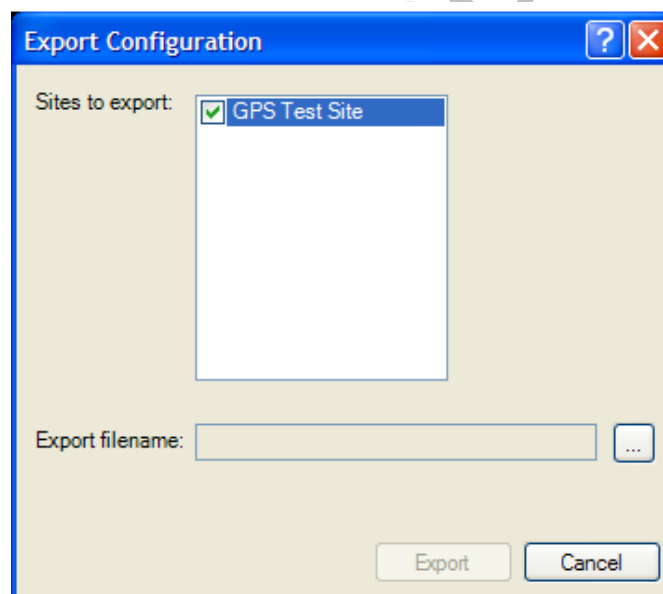 Export Configuration
Sites to export:
GPS Test Site
Export filename:
...
Export
Cancel